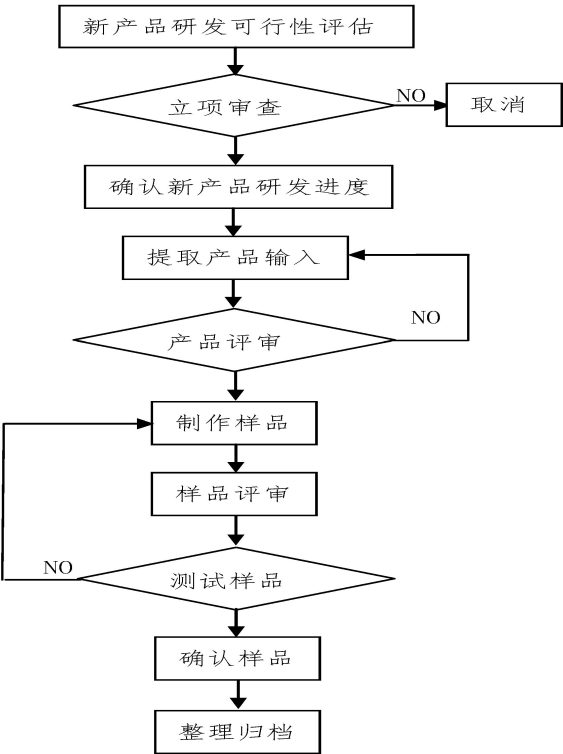 新产品研发可行性评估
立项审查
NO
取消
确认新产品研发进度
提取产品输入
NO
产品评审
制作样品
样品评审
NO
测试样品
确认样品
整理归档